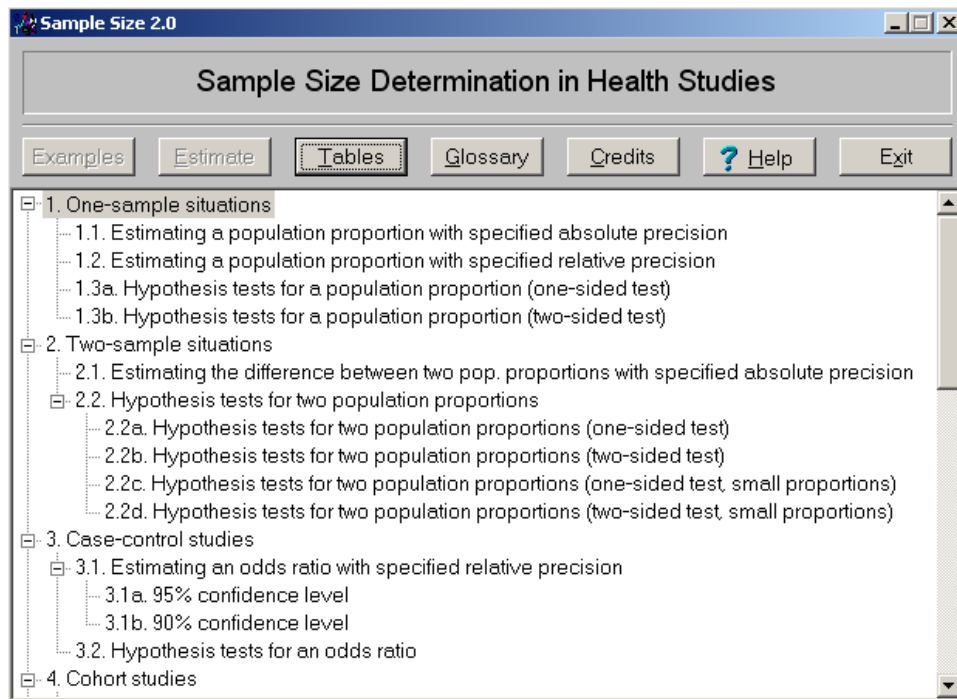 Sample Size 2.0
Sample Size Determination in Health Studies
Examples Estimate Tables Glossary Credits ? Help Exit
1. One-sample situations
1.1. Estimating a population proportion with specified absolute precision
1.2. Estimating a population proportion with specified relative precision
1.3a. Hypothesis tests for a population proportion (one-sided test)
1.3b. Hypothesis tests for a population proportion (two-sided test)
2. Two-sample situations
2.1. Estimating the difference between two pop. proportions with specified absolute precision
2.2. Hypothesis tests for two population proportions
2.2a. Hypothesis tests for two population proportions (one-sided test)
2.2b. Hypothesis tests for two population proportions (two-sided test)
2.2c. Hypothesis tests for two population proportions (one-sided test, small proportions)
2.2d. Hypothesis tests for two population proportions (two-sided test, small proportions)
3. Case-control studies
3.1. Estimating an odds ratio with specified relative precision
3.1a. 95% confidence level
3.1b. 90% confidence level
3.2. Hypothesis tests for an odds ratio
4. Cohort studies